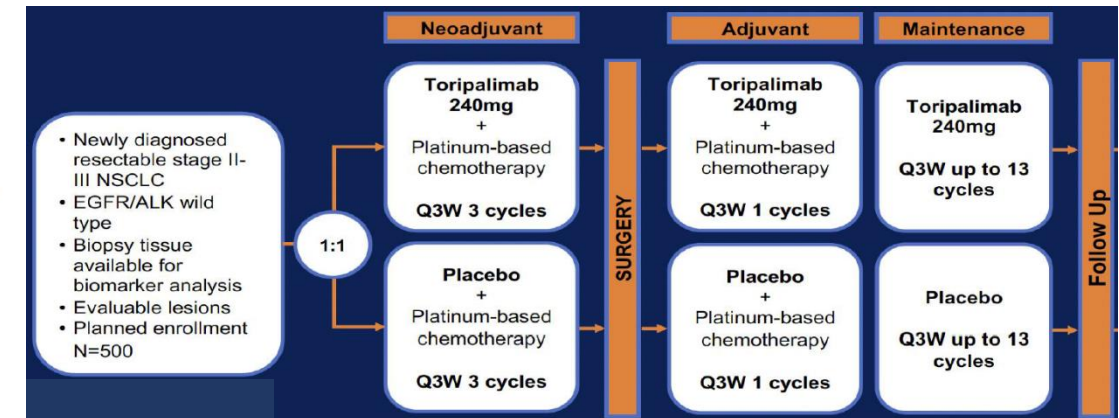 Neoadjuvant
Adjuvant
Maintenance
• Newly diagnosed
resectable stage II-
III NSCLC
• EGFR/ALK wild
type
• Biopsy tissue
available for
biomarker analysis
• Evaluable lesions
• Planned enrollment
N=500
1:1
Toripalimab
240mg
+
Platinum-based
chemotherapy
Q3W 3 cycles
Placebo
+
Platinum-based
chemotherapy
Q3W 3 cycles
SURGERY
Toripalimab
240mg
+
Platinum-based
chemotherapy
Q3W 1 cycles
Placebo
+
Platinum-based
chemotherapy
Q3W 1 cycles
Toripalimab
240mg
Q3W up to 13
cycles
Placebo
Q3W up to 13
cycles
Follow Up